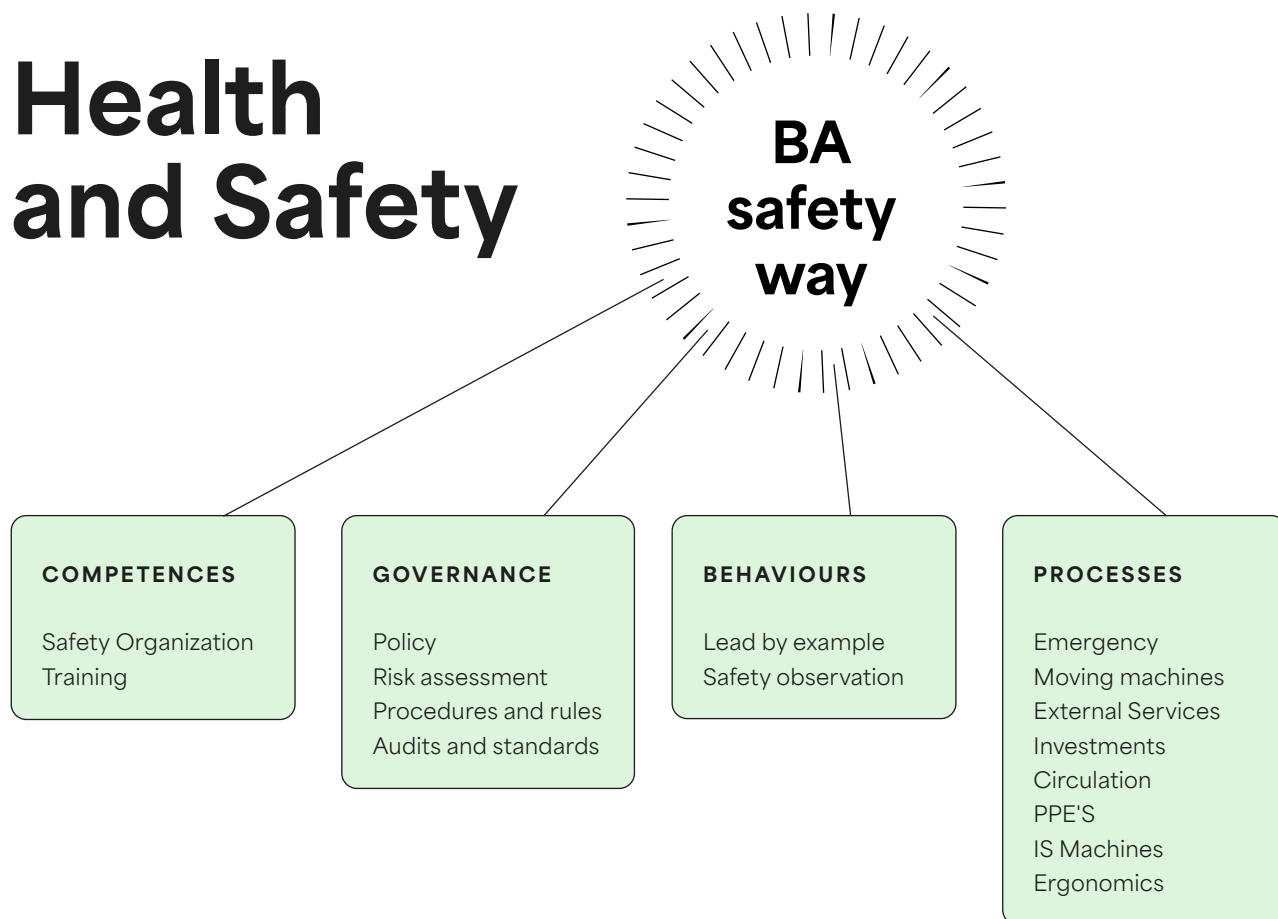 Health
and Safety
BA
safety
way
COMPETENCES
Safety Organization
Training
GOVERNANCE
Policy
Risk assessment
Procedures and rules
Audits and standards
BEHAVIOURS
Lead by example
Safety observation
PROCESSES
Emergency
Moving machines
External Services
Investments
Circulation
PPE'S
IS Machines
Ergonomics